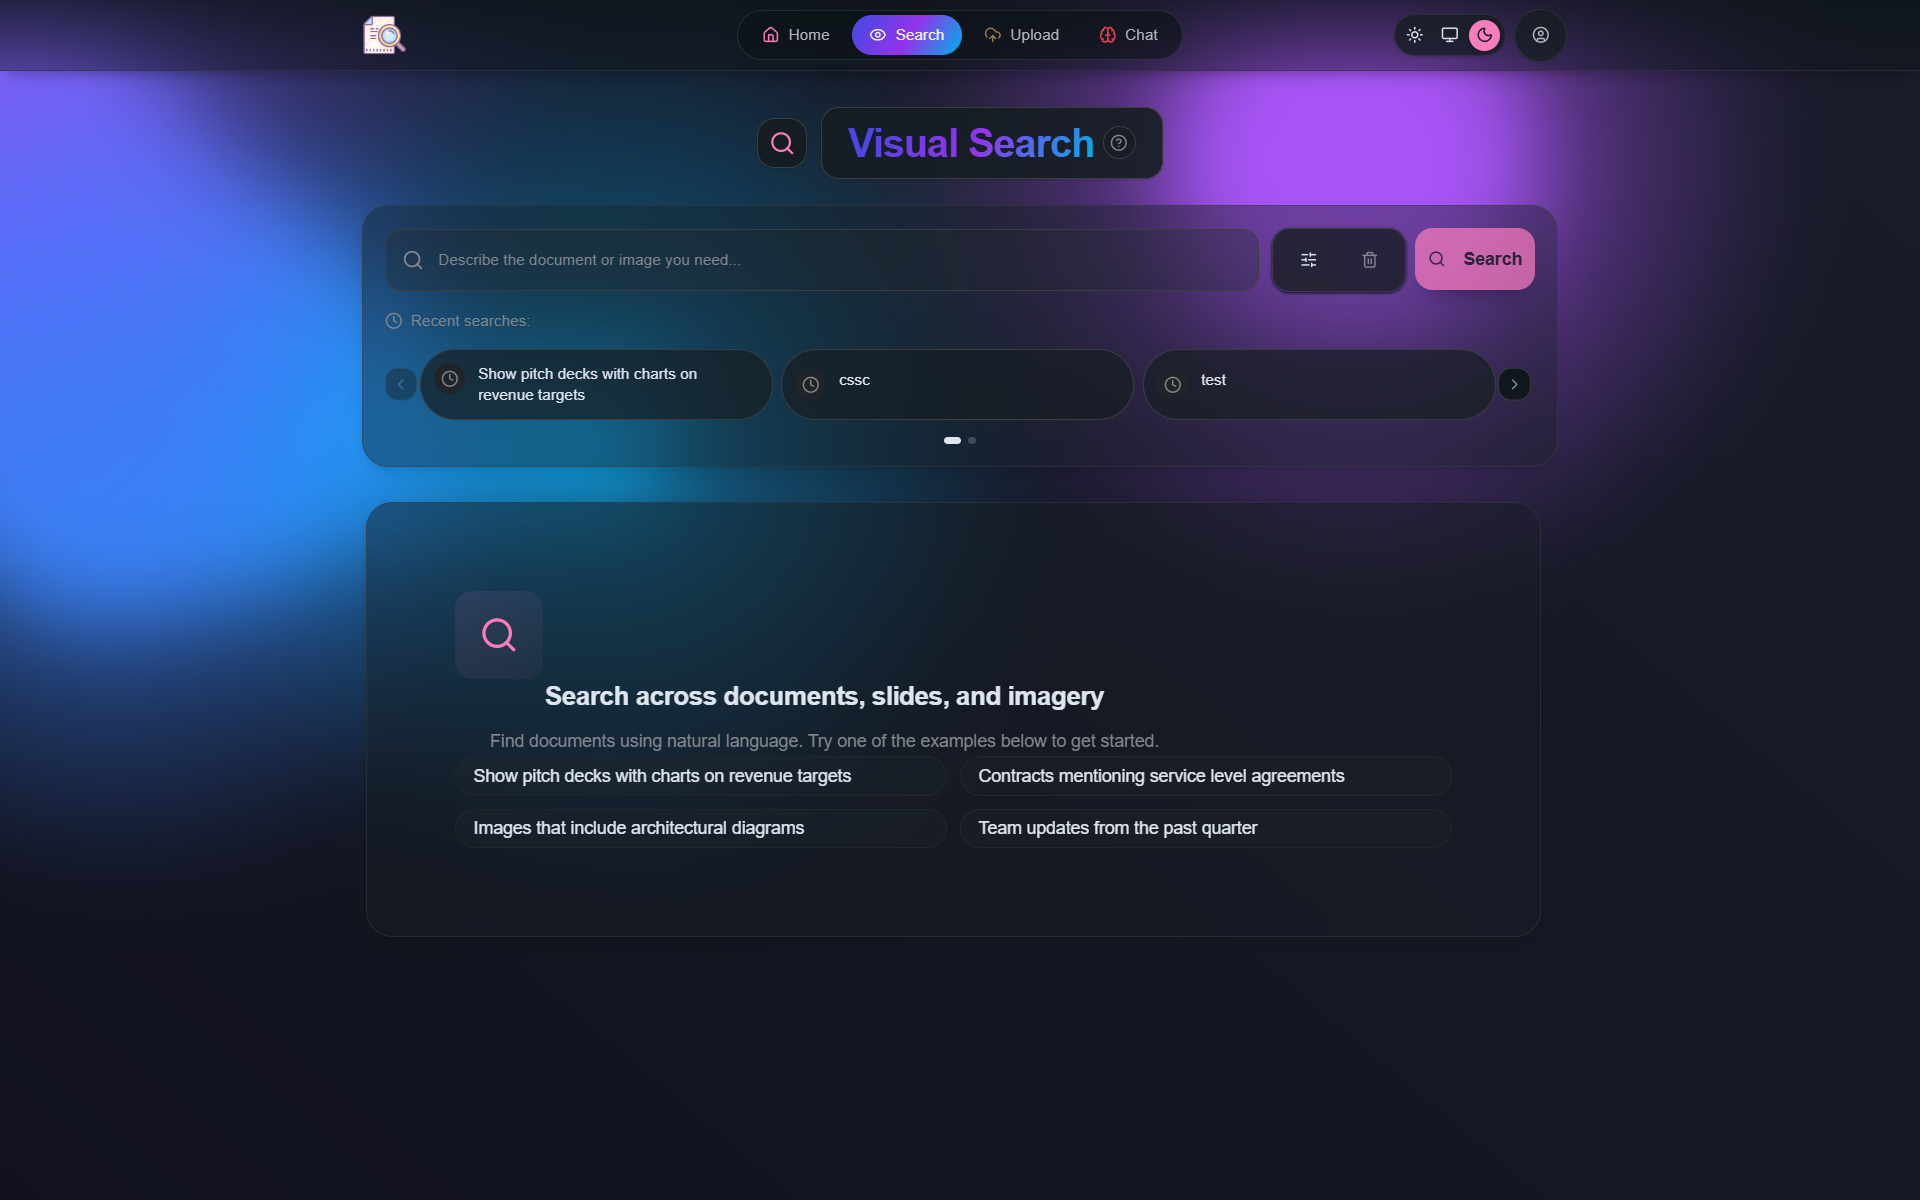 Home
Search
Upload
Chat
Visual Search
Describe the document or image you need...
Search
Recent searches:
Show pitch decks with charts on
revenue targets
cssc
test
Search across documents, slides, and imagery
Find documents using natural language. Try one of the examples below to get started.
Show pitch decks with charts on revenue targets
Contracts mentioning service level agreements
Images that include architectural diagrams
Team updates from the past quarter